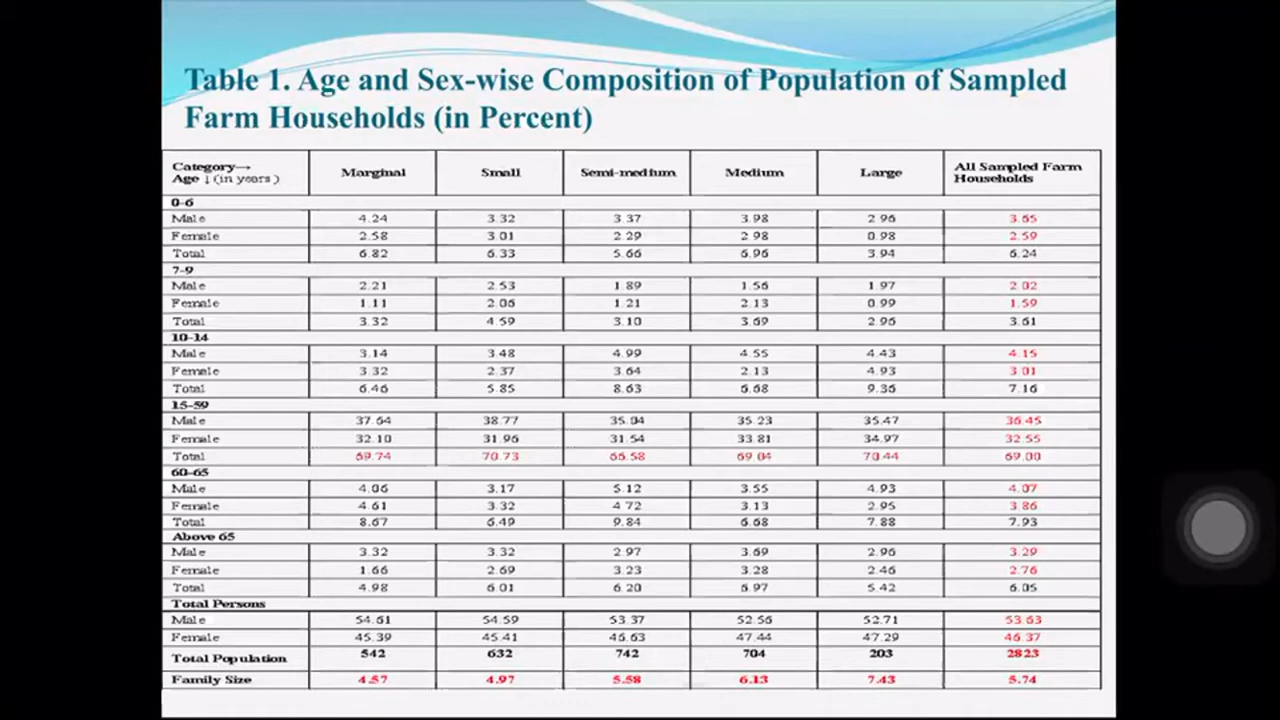 Table 1. Age and Sex-wise Composition of Population of Sampled
Farm Households (in Percent)
Category→ Age ↓ (in years) Marginal Small Semi-medium Medium Large All Sampled Farm Households
0-6
Male 4.24 3.32 3.37 3.98 2.96 3.65
Female 2.58 3.01 2.29 2.98 0.98 2.59
Total 6.82 6.33 5.66 6.96 3.94 6.24
7-9
Male 2.21 2.53 1.89 1.56 1.97 2.02
Female 1.11 2.06 1.21 2.13 0.99 1.59
Total 3.32 4.59 3.10 3.69 2.96 3.61
10-14
Male 3.14 3.48 4.99 4.55 4.43 4.15
Female 3.32 2.37 3.64 2.13 4.93 3.01
Total 6.46 5.85 8.63 6.68 9.36 7.16
15-59
Male 37.64 38.77 35.04 35.23 35.47 36.45
Female 32.10 31.96 31.54 33.81 34.97 32.55
Total 69.74 70.73 66.58 69.04 70.44 69.00
60-65
Male 4.06 3.17 5.12 3.55 4.93 4.07
Female 4.61 3.32 4.72 3.13 2.95 3.86
Total 8.67 6.49 9.84 6.68 7.88 7.93
Above 65
Male 3.32 3.32 2.97 3.69 2.96 3.29
Female 1.66 2.69 3.23 3.28 2.46 2.76
Total 4.98 6.01 6.20 6.97 5.42 6.05
Total Persons
Male 54.61 54.59 53.37 52.56 52.71 53.63
Female 45.39 45.41 46.63 47.44 47.29 46.37
Total Population 542 632 742 704 203 2823
Family Size 4.57 4.97 5.58 6.13 7.43 5.74